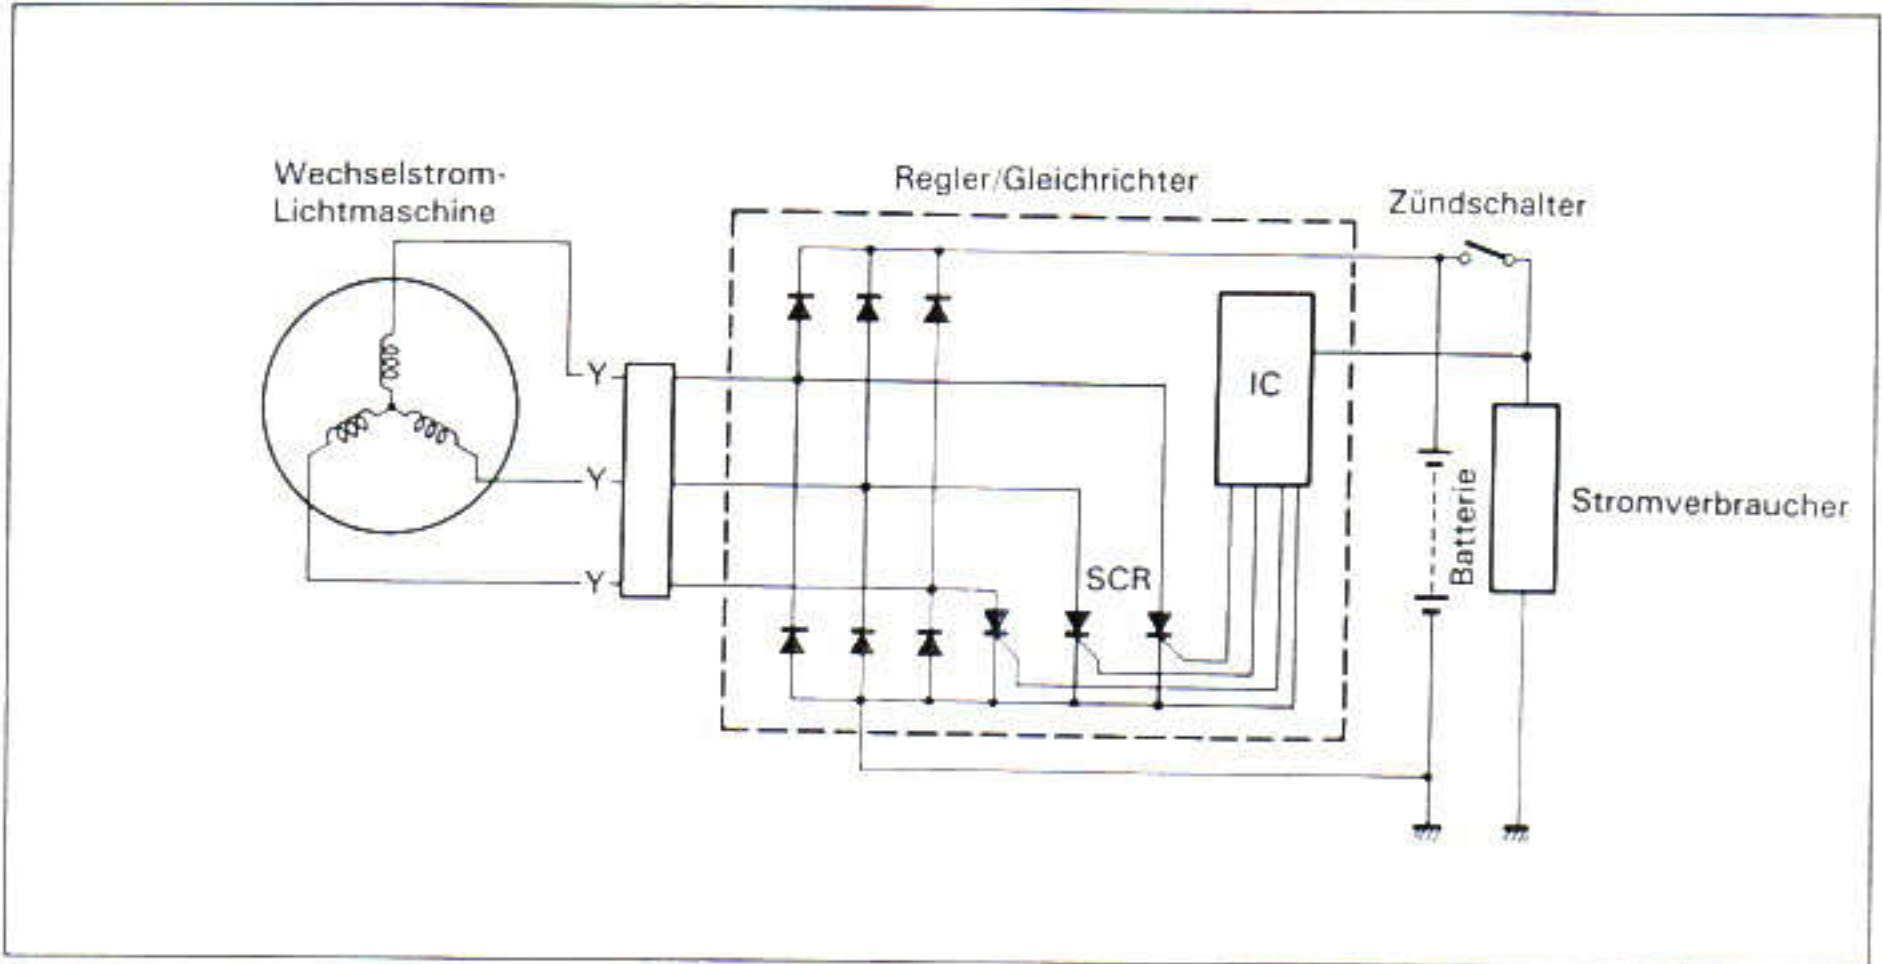 Wechselstrom-
Lichtmaschine
Regler/Gleichrichter
Zündschalter
Y
IC
Y
Batterie
Stromverbraucher
Y
SCR